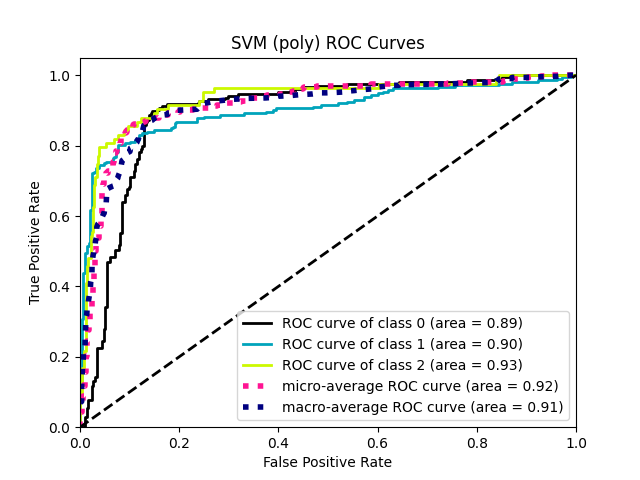 SVM (poly) ROC Curves
True Positive Rate
1.0
0.8
0.6
0.4
0.2
0.0
ROC curve of class 0 (area = 0.89)
ROC curve of class 1 (area = 0.90)
ROC curve of class 2 (area = 0.93)
micro-average ROC curve (area = 0.92)
macro-average ROC curve (area = 0.91)
0.0 0.2 0.4 0.6 0.8 1.0
False Positive Rate